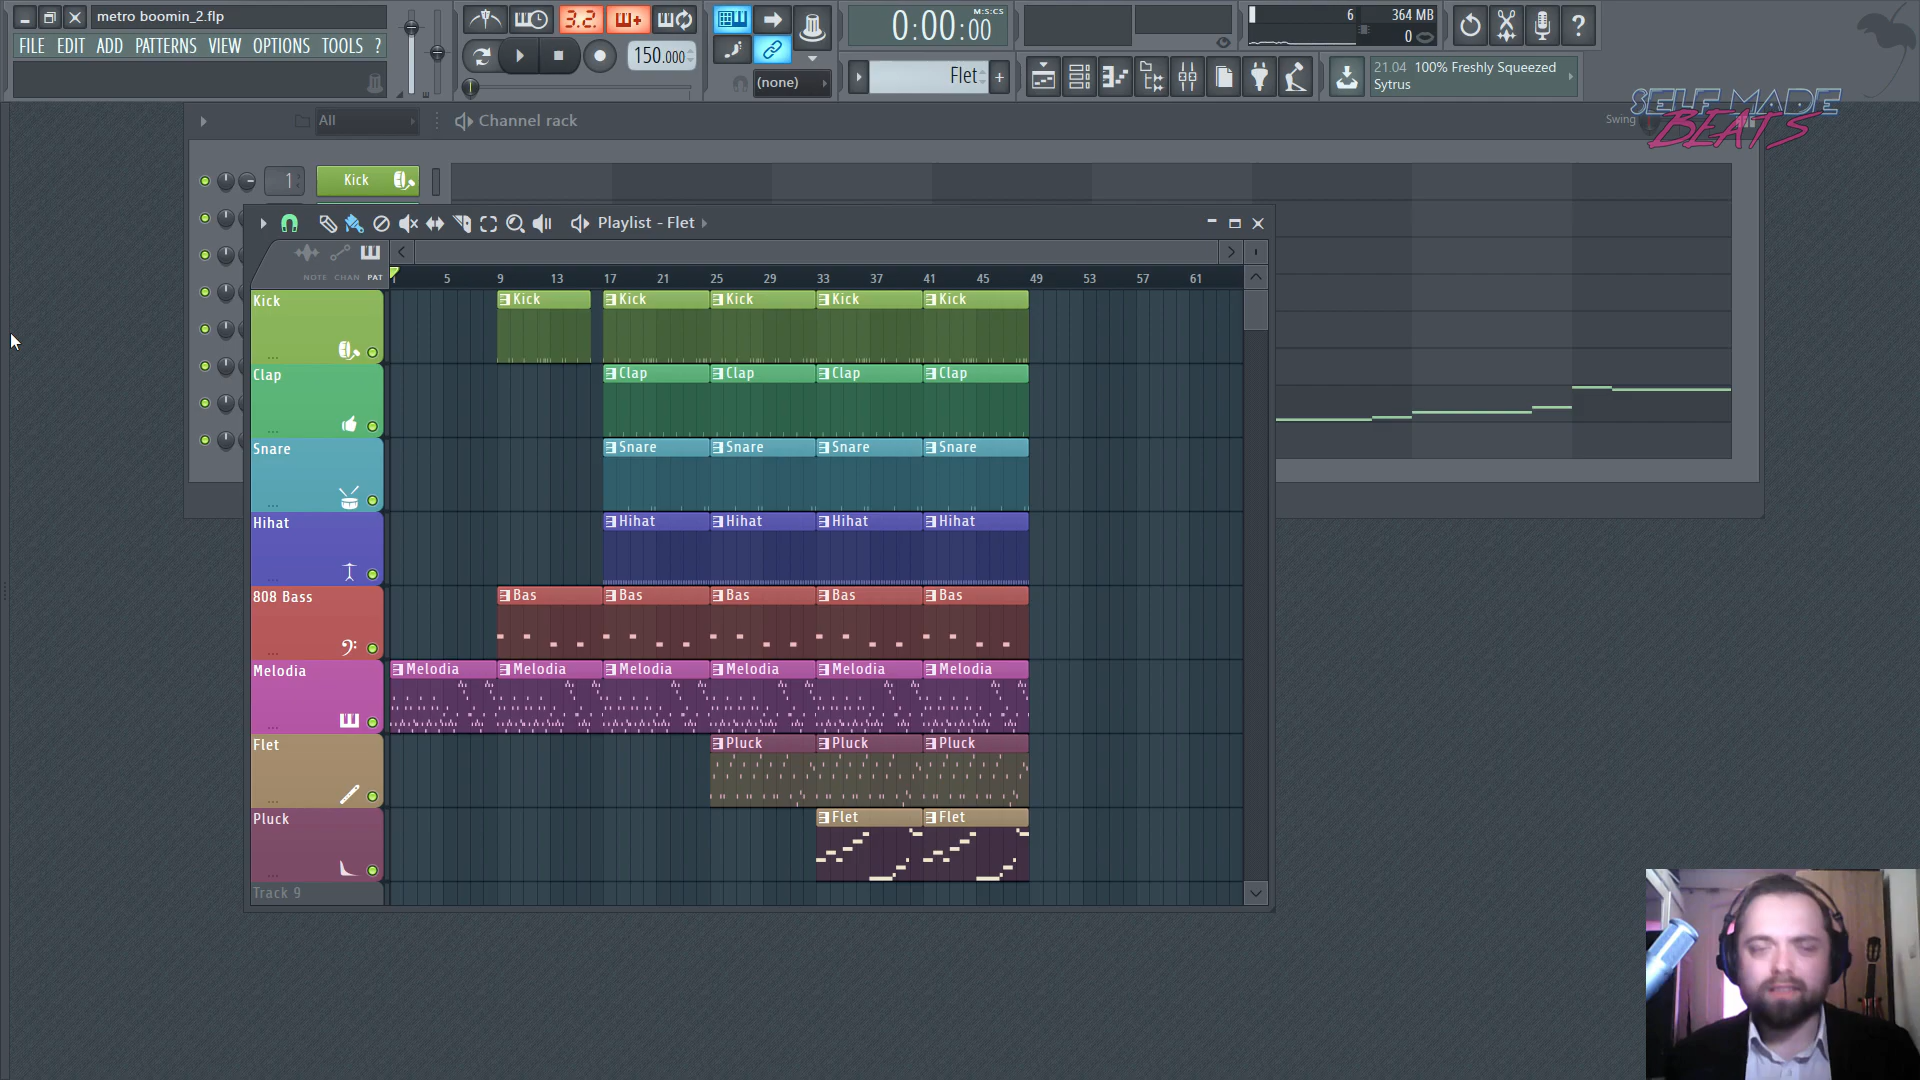 metro boomin_2.flp
FILE EDIT ADD PATTERNS VIEW OPTIONS TOOLS ?
3.2.
150.000
(none)
0:00:00
M:S:CS
Flet
6
364 MB
0
21.04 100% Freshly Squeezed
Sytrus
SELF MADE
BEATS
All
Channel rack
Swing
1
Kick
Playlist - Flet
NOTE CHAN PAT
1 5 9 13 17 21 25 29 33 37 41 45 49 53 57 61
Kick
Kick Kick Kick Kick Kick
Clap
Clap Clap Clap Clap
Snare
Snare Snare Snare Snare
Hihat
Hihat Hihat Hihat Hihat
808 Bass
Bas Bas Bas Bas Bas
Melodia
Melodia Melodia Melodia Melodia Melodia Melodia
Flet
Pluck Pluck Pluck
Pluck
Flet Flet
Track 9